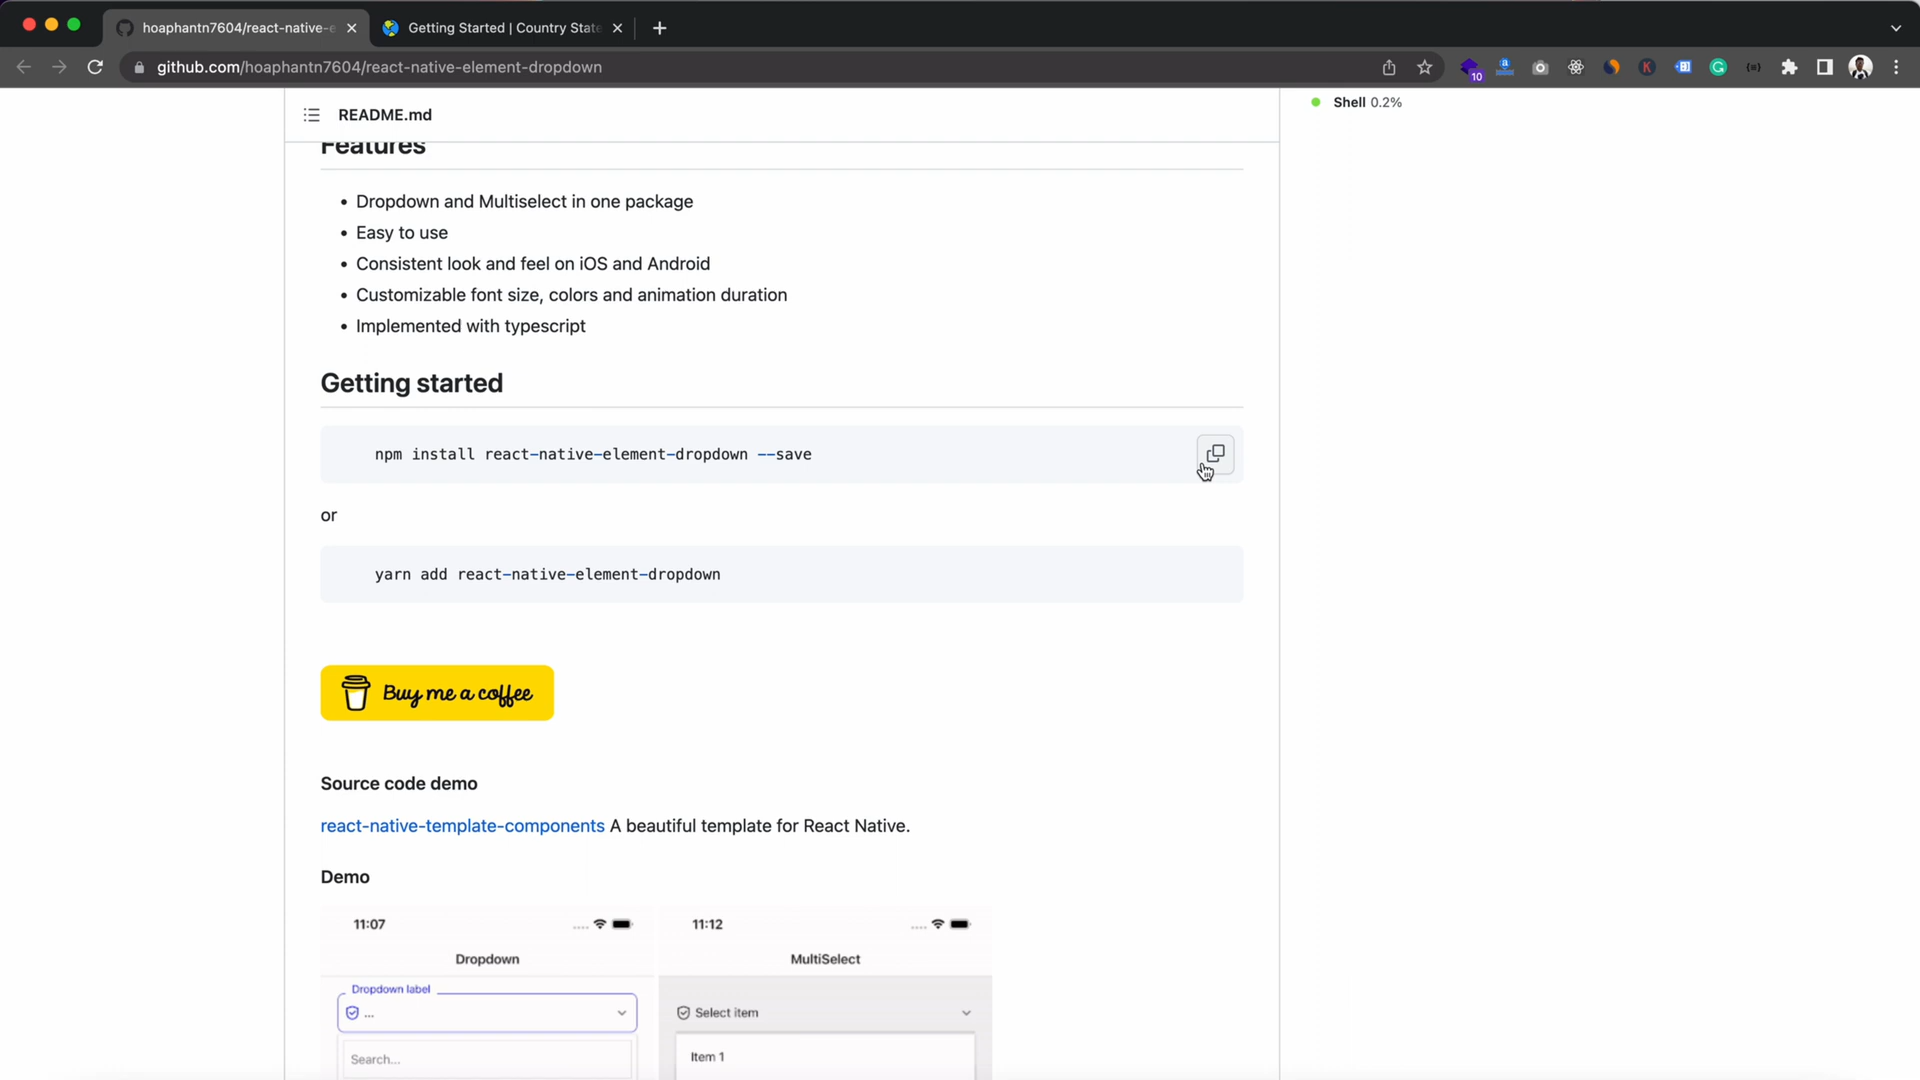 hoaphantn7604/react-native-e
Getting Started | Country State
github.com/hoaphantn7604/react-native-element-dropdown
10
Shell 0.2%
README.md
Features
• Dropdown and Multiselect in one package
• Easy to use
• Consistent look and feel on iOS and Android
• Customizable font size, colors and animation duration
• Implemented with typescript
Getting started
npm install react-native-element-dropdown --save
or
yarn add react-native-element-dropdown
Buy me a coffee
Source code demo
react-native-template-components A beautiful template for React Native.
Demo
11:07
Dropdown
Dropdown label
...
Search...
11:12
MultiSelect
Select item
Item 1